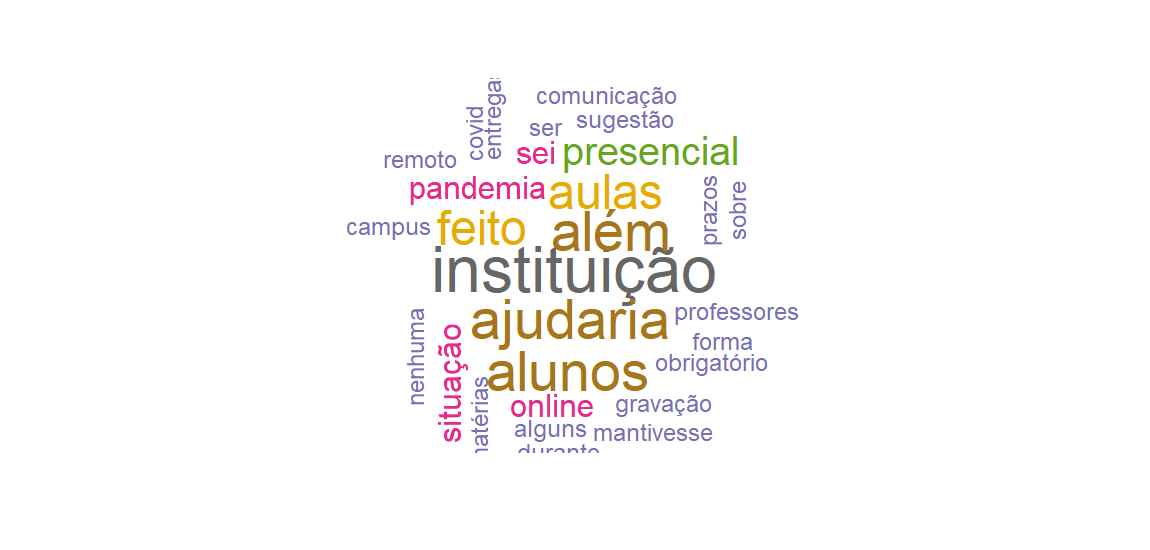 comunicação
covid
entrega
ser
sugestão
remoto
sei
presencial
pandemia
aulas
prazos
sobre
campus
feito
além
instituição
ajudaria
professores
nenhuma
situação
forma
obrigatório
alunos
matérias
online
gravação
alguns
mantivesse
durante